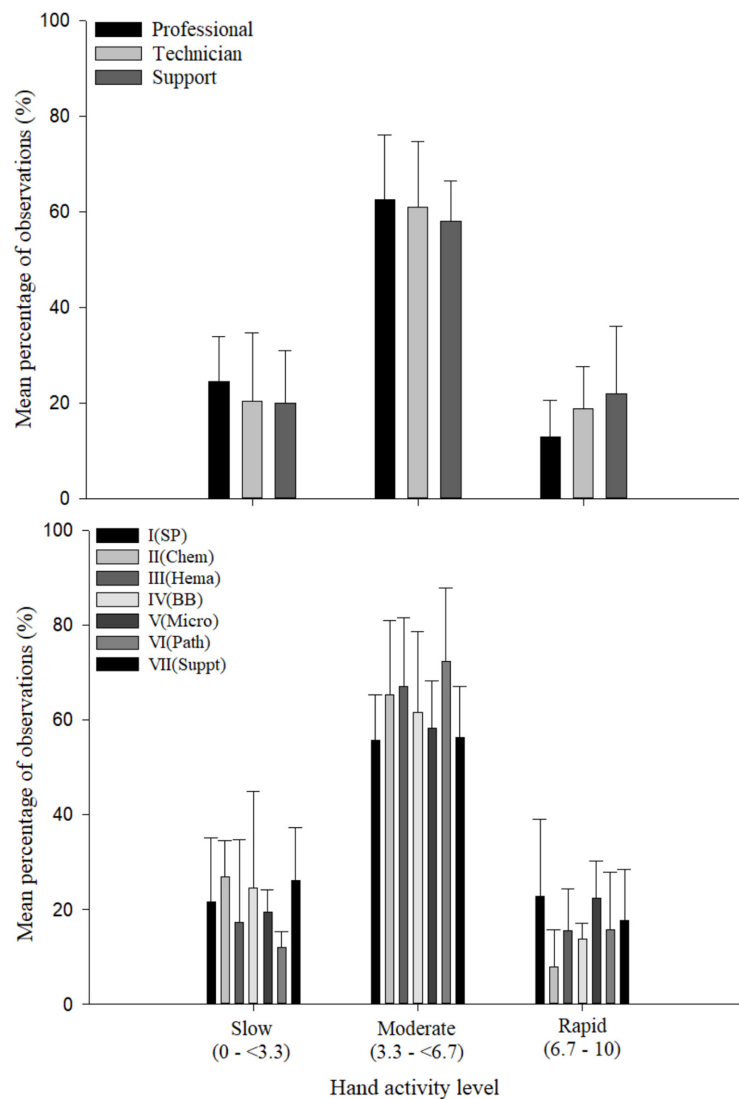 100
80
60
40
20
0
Mean percentage of observations (%)
Professional
Technician
Support
100
80
60
40
20
0
Mean percentage of observations (%)
I(SP)
II(Chem)
III(Hema)
IV(BB)
V(Micro)
VI(Path)
VII(Suppt)
Slow Moderate Rapid
(0 - <3.3) (3.3 - <6.7) (6.7 - 10)
Hand activity level